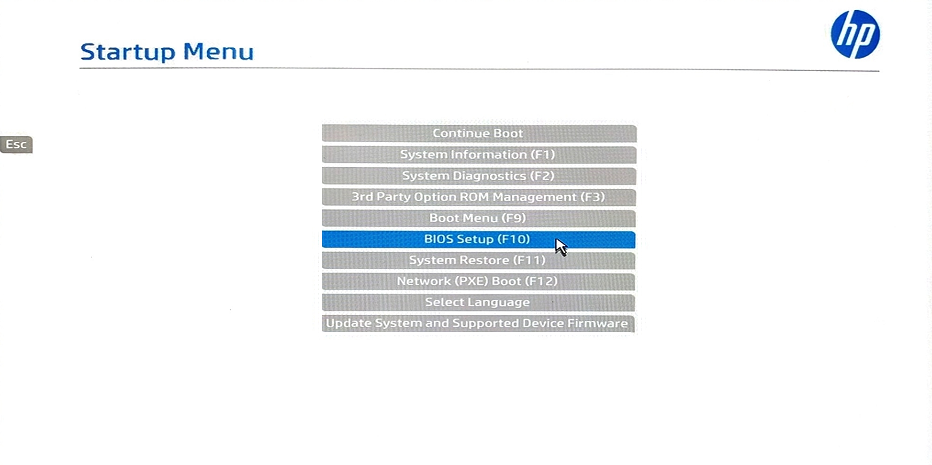 Startup Menu
hp
Esc
Continue Boot
System Information (F1)
System Diagnostics (F2)
3rd Party Option ROM Management (F3)
Boot Menu (F9)
BIOS Setup (F10)
System Restore (F11)
Network (PXE) Boot (F12)
Select Language
Update System and Supported Device Firmware